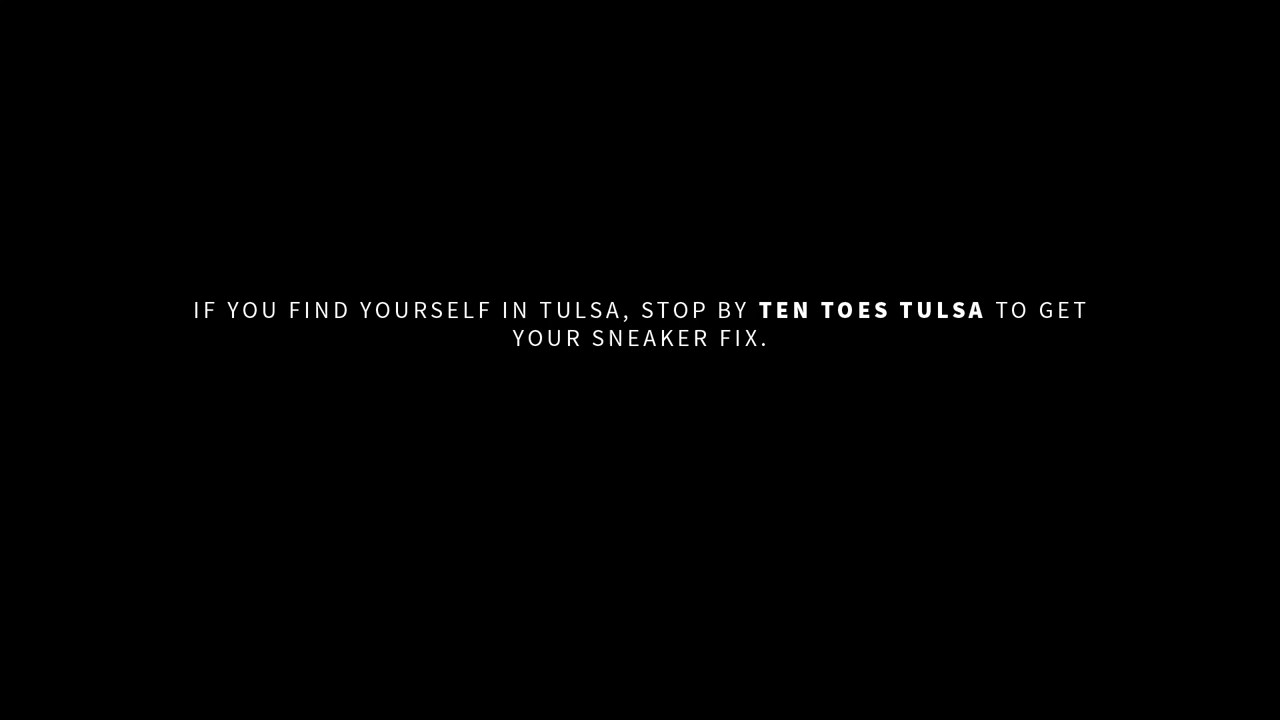 IF YOU FIND YOURSELF IN TULSA, STOP BY TEN TOES TULSA TO GET
YOUR SNEAKER FIX.